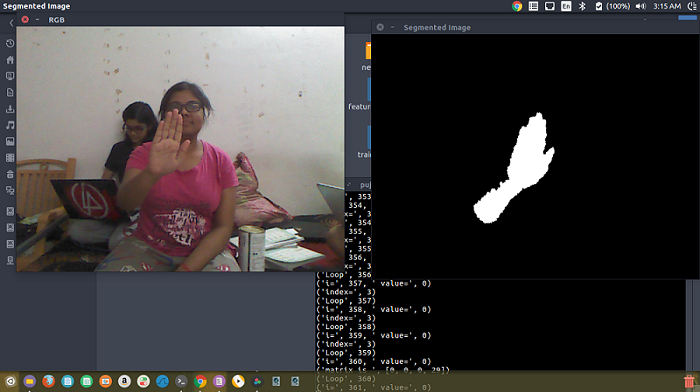 Segmented Image
En
(100%)
3:15 AM
RGB
Segmented Image
ne
feature
train
puj
', 353
354,
', 3
', 354
355,
', 3
', 355
356,
', 3)
('Loop', 356)
('i=', 357, ' value=', 0)
('index=', 3)
('Loop', 357)
('i=', 358, ' value=', 0)
('index=', 3)
('Loop', 358)
('i=', 359, ' value=', 0)
('index=', 3)
('Loop', 359)
('i=', 360, ' value=', 0)
('matrix is ', [0, 0, 0, 29])
('Loop', 360)
('i=', 361, ' value=', 0)